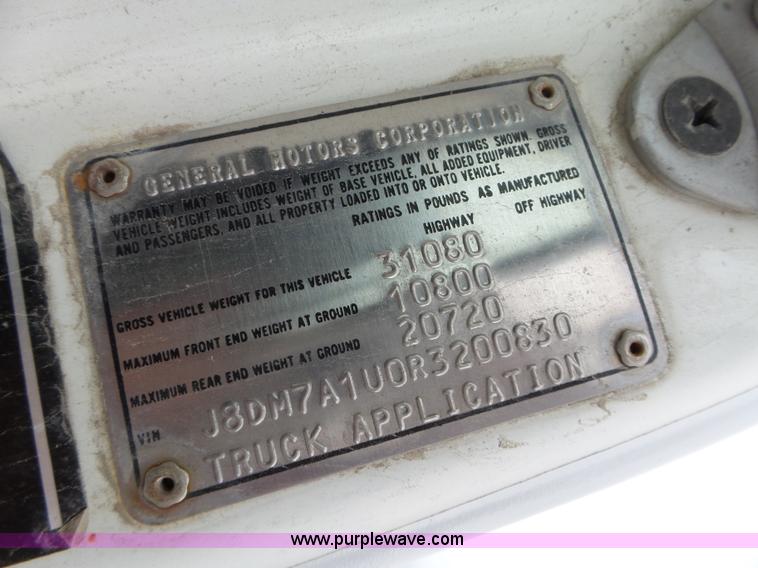 GENERAL MOTORS CORPORATION
WARRANTY MAY BE VOIDED IF WEIGHT EXCEEDS ANY OF RATINGS SHOWN. GROSS
VEHICLE WEIGHT INCLUDES WEIGHT OF BASE VEHICLE, ALL ADDED EQUIPMENT, DRIVER
AND PASSENGERS, AND ALL PROPERTY LOADED INTO OR ONTO VEHICLE.
RATINGS IN POUNDS AS MANUFACTURED
HIGHWAY OFF HIGHWAY
GROSS VEHICLE WEIGHT FOR THIS VEHICLE 31080
MAXIMUM FRONT END WEIGHT AT GROUND 10800
MAXIMUM REAR END WEIGHT AT GROUND 20720
VIN J8DM7A1U0R3200830
TRUCK APPLICATION
www.purplewave.com